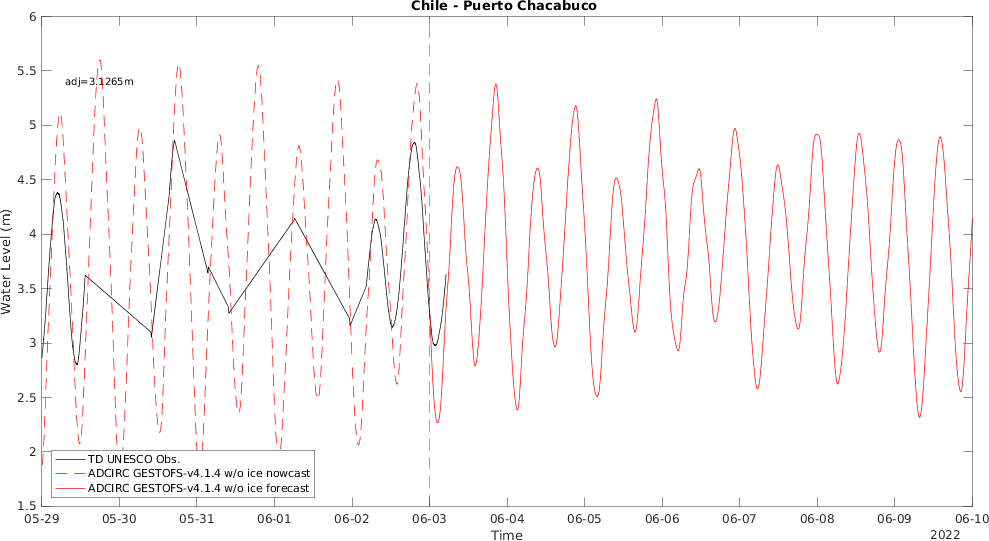 Chile - Puerto Chacabuco
adj=3.1265m
Water Level (m)
6
5.5
5
4.5
4
3.5
3
2.5
2
1.5
TD UNESCO Obs.
ADCIRC GESTOFS-v4.1.4 w/o ice nowcast
ADCIRC GESTOFS-v4.1.4 w/o ice forecast
05-29 05-30 05-31 06-01 06-02 06-03 06-04 06-05 06-06 06-07 06-08 06-09 06-10
Time
2022